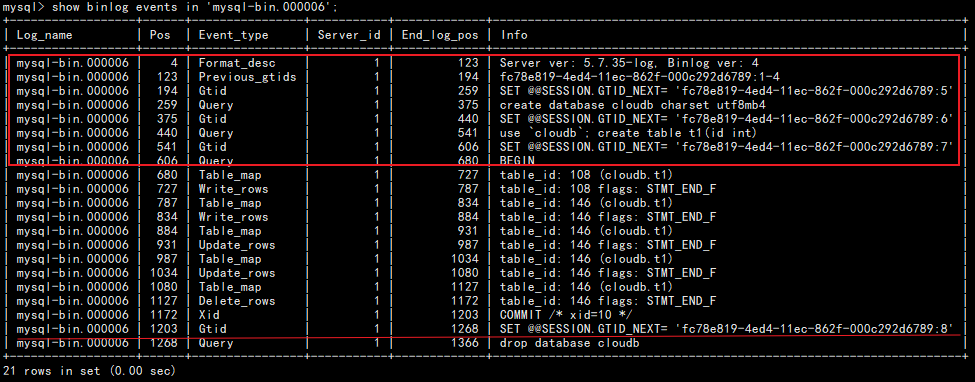 mysql> show binlog events in 'mysql-bin.000006';
| Log_name | Pos | Event_type | Server_id | End_log_pos | Info
| mysql-bin.000006 | 4 | Format_desc | 1 | 123 | Server ver: 5.7.35-log, Binlog ver: 4
| mysql-bin.000006 | 123 | Previous_gtids | 1 | 194 | fc78e819-4ed4-11ec-862f-000c292d6789:1-4
| mysql-bin.000006 | 194 | Gtid | 1 | 259 | SET @@SESSION.GTID_NEXT= 'fc78e819-4ed4-11ec-862f-000c292d6789:5'
| mysql-bin.000006 | 259 | Query | 1 | 375 | create database cloudb charset utf8mb4
| mysql-bin.000006 | 375 | Gtid | 1 | 440 | SET @@SESSION.GTID_NEXT= 'fc78e819-4ed4-11ec-862f-000c292d6789:6'
| mysql-bin.000006 | 440 | Query | 1 | 541 | use `cloudb`; create table t1(id int)
| mysql-bin.000006 | 541 | Gtid | 1 | 606 | SET @@SESSION.GTID_NEXT= 'fc78e819-4ed4-11ec-862f-000c292d6789:7'
| mysql-bin.000006 | 606 | Query | 1 | 680 | BEGIN
| mysql-bin.000006 | 680 | Table_map | 1 | 727 | table_id: 108 (cloudb.t1)
| mysql-bin.000006 | 727 | Write_rows | 1 | 787 | table_id: 108 flags: STMT_END_F
| mysql-bin.000006 | 787 | Table_map | 1 | 834 | table_id: 146 (cloudb.t1)
| mysql-bin.000006 | 834 | Write_rows | 1 | 884 | table_id: 146 flags: STMT_END_F
| mysql-bin.000006 | 884 | Table_map | 1 | 931 | table_id: 146 (cloudb.t1)
| mysql-bin.000006 | 931 | Update_rows | 1 | 987 | table_id: 146 flags: STMT_END_F
| mysql-bin.000006 | 987 | Table_map | 1 | 1034 | table_id: 146 (cloudb.t1)
| mysql-bin.000006 | 1034 | Update_rows | 1 | 1080 | table_id: 146 flags: STMT_END_F
| mysql-bin.000006 | 1080 | Table_map | 1 | 1127 | table_id: 146 (cloudb.t1)
| mysql-bin.000006 | 1127 | Delete_rows | 1 | 1172 | table_id: 146 flags: STMT_END_F
| mysql-bin.000006 | 1172 | Xid | 1 | 1203 | COMMIT /* xid=10 */
| mysql-bin.000006 | 1203 | Gtid | 1 | 1268 | SET @@SESSION.GTID_NEXT= 'fc78e819-4ed4-11ec-862f-000c292d6789:8'
| mysql-bin.000006 | 1268 | Query | 1 | 1366 | drop database cloudb
21 rows in set (0.00 sec)